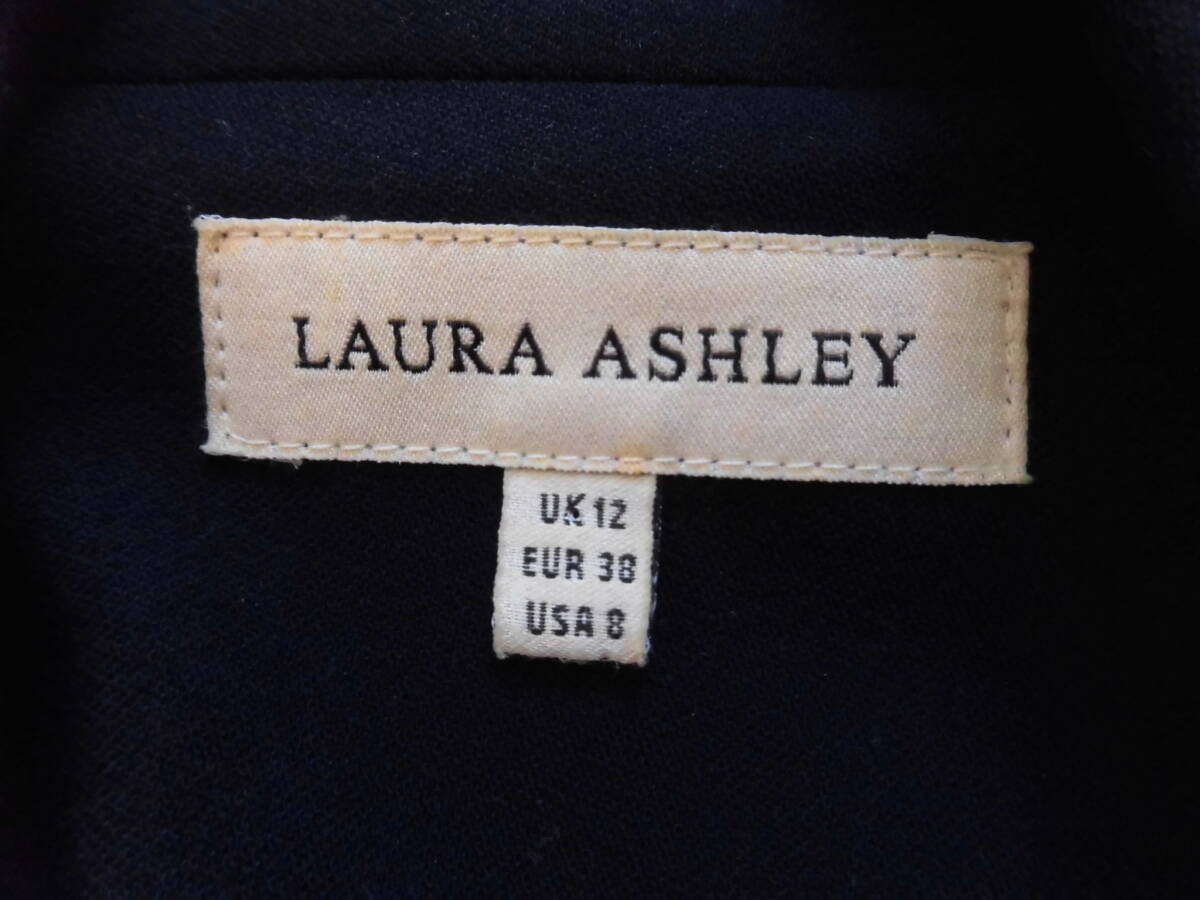 LAURA ASHLEY
UK 12
EUR 38
USA 8